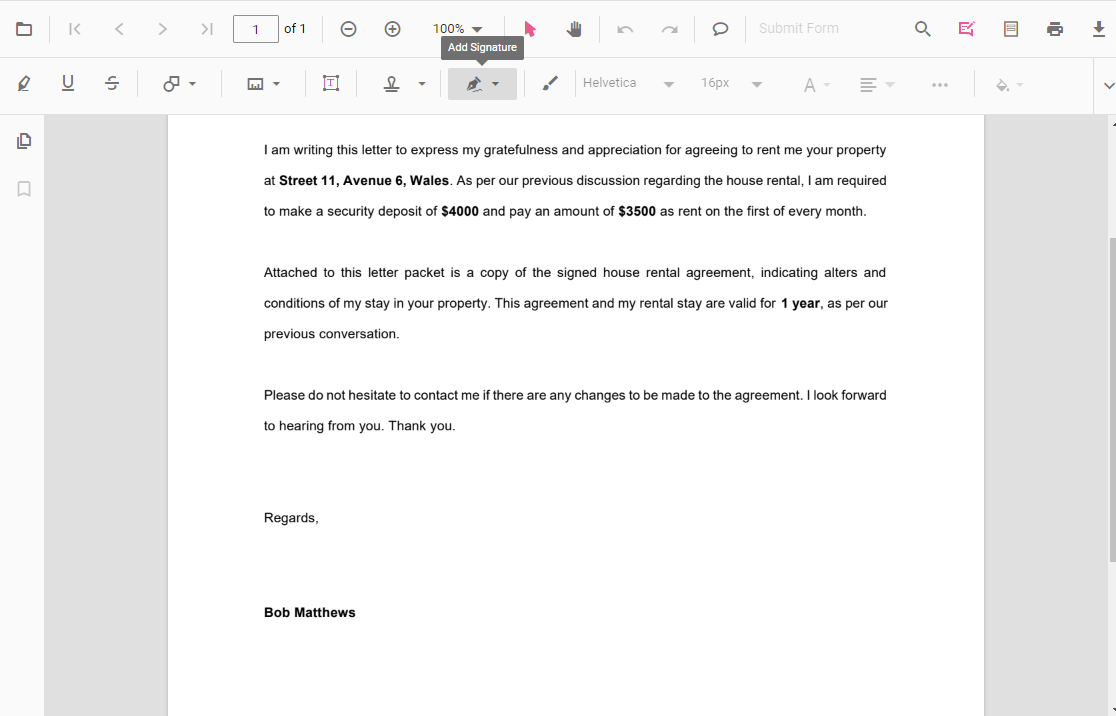 1 of 1 100% Submit Form
Add Signature
Helvetica 16px A
I am writing this letter to express my gratefulness and appreciation for agreeing to rent me your property
at Street 11, Avenue 6, Wales. As per our previous discussion regarding the house rental, I am required
to make a security deposit of $4000 and pay an amount of $3500 as rent on the first of every month.
Attached to this letter packet is a copy of the signed house rental agreement, indicating alters and
conditions of my stay in your property. This agreement and my rental stay are valid for 1 year, as per our
previous conversation.
Please do not hesitate to contact me if there are any changes to be made to the agreement. I look forward
to hearing from you. Thank you.
Regards,
Bob Matthews